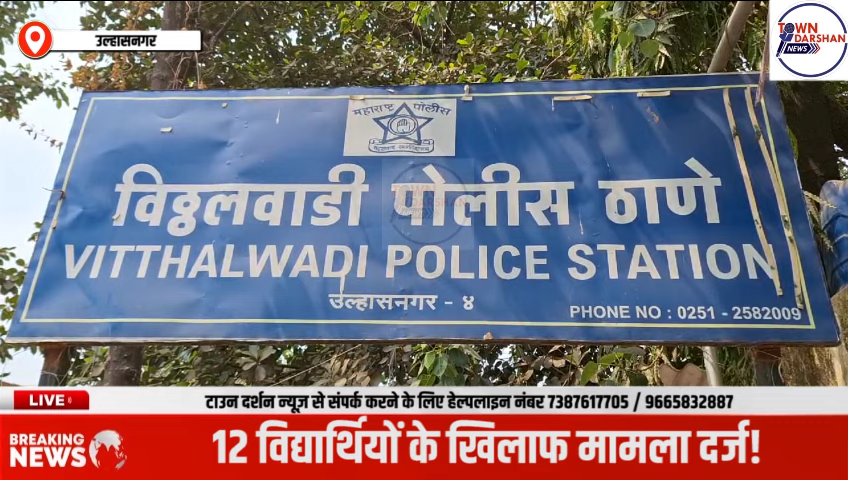 उल्हासनगर
TOWN
DARSHAN
NEWS
महाराष्ट्र पोलीस
विठ्ठलवाडी पोलीस ठाणे
VITTHALWADI POLICE STATION
उल्हासनगर - ४
PHONE NO : 0251 - 2582009
LIVE
टाउन दर्शन न्यूज़ से संपर्क करने के लिए हेल्पलाइन नंबर 7387617705 / 9665832887
BREAKING
NEWS
12 विद्यार्थियों के खिलाफ मामला दर्ज!